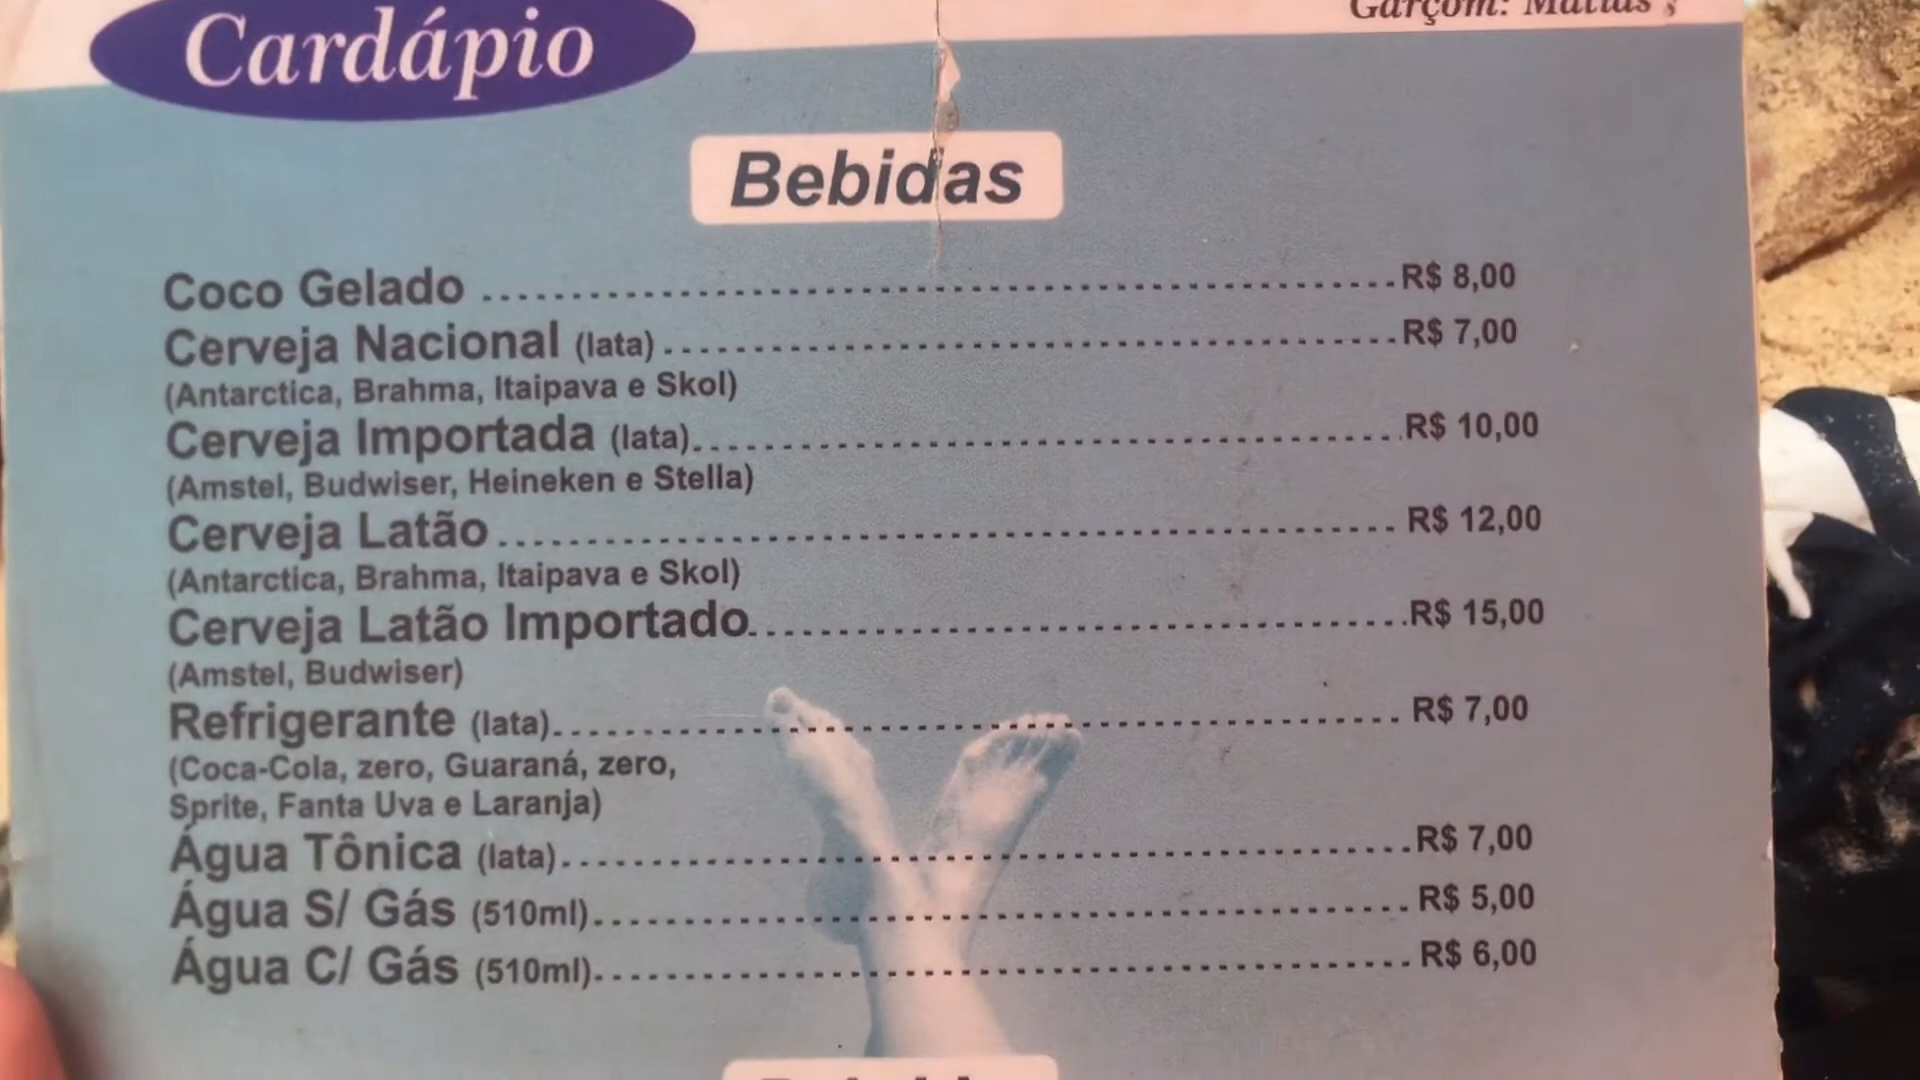 Cardápio
Garçom: Matias
Bebidas
Coco Gelado ........................................................ R$ 8,00
Cerveja Nacional (lata) ........................................................ R$ 7,00
(Antarctica, Brahma, Itaipava e Skol)
Cerveja Importada (lata)........................................................ R$ 10,00
(Amstel, Budwiser, Heineken e Stella)
Cerveja Latão ........................................................ R$ 12,00
(Antarctica, Brahma, Itaipava e Skol)
Cerveja Latão Importado........................................................ R$ 15,00
(Amstel, Budwiser)
Refrigerante (lata)........................................................ R$ 7,00
(Coca-Cola, zero, Guaraná, zero,
Sprite, Fanta Uva e Laranja)
Água Tônica (lata)........................................................ R$ 7,00
Água S/ Gás (510ml)........................................................ R$ 5,00
Água C/ Gás (510ml)........................................................ R$ 6,00